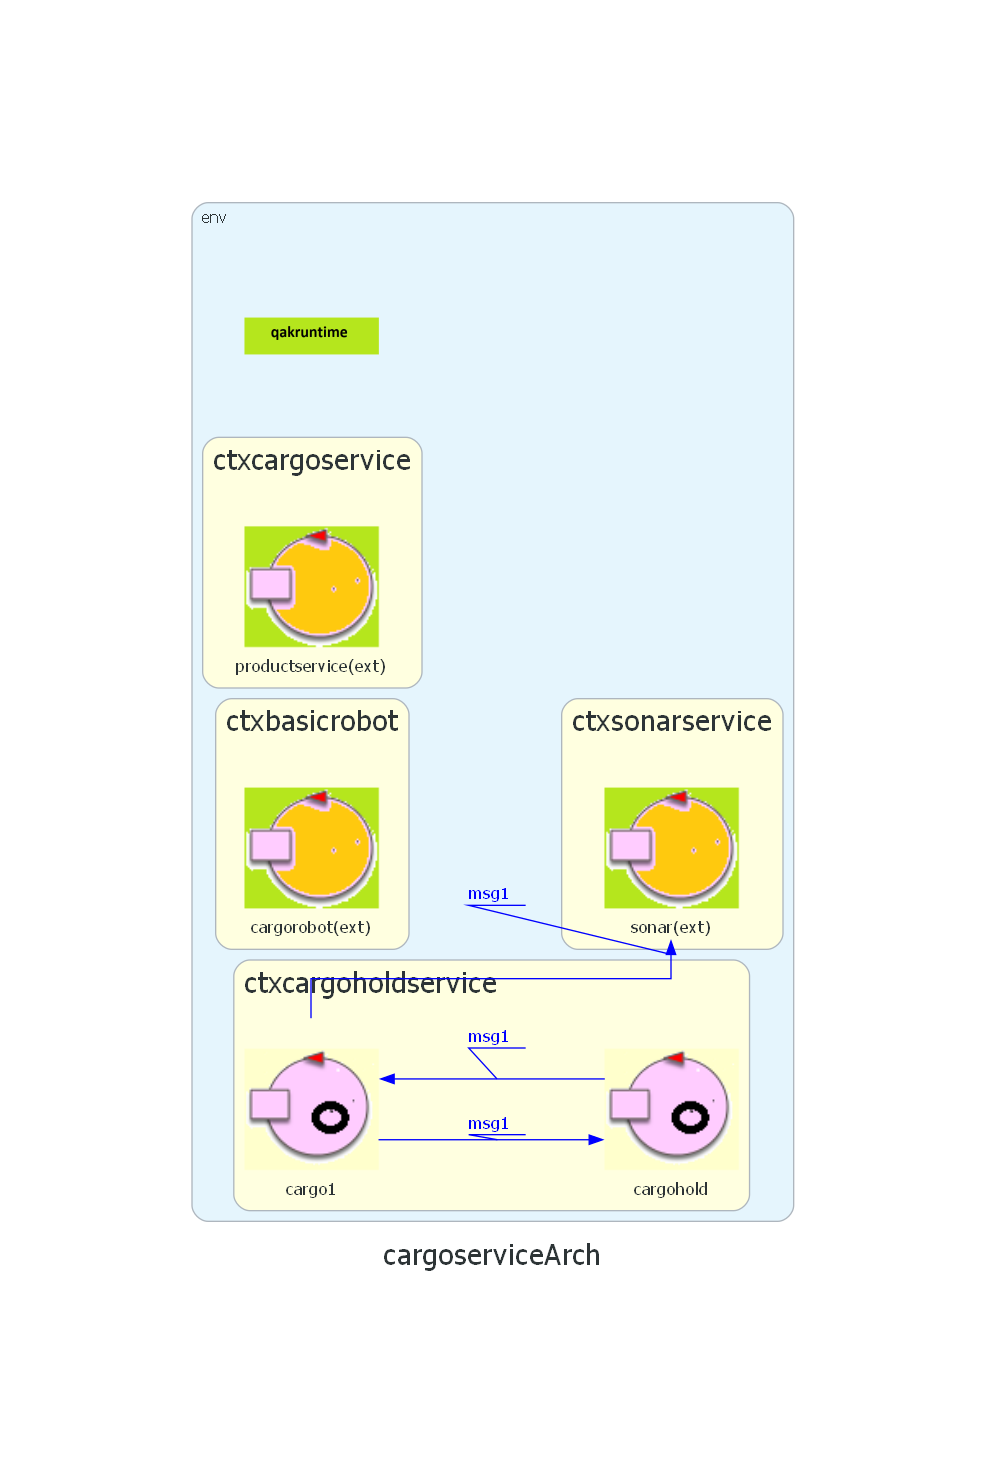 env
qakruntime
ctxcargoservice
productservice(ext)
ctxbasicrobot
ctxsonarservice
msg1
cargorobot(ext)
sonar(ext)
ctxcargoholdservice
msg1
msg1
cargo1
cargohold
cargoserviceArch